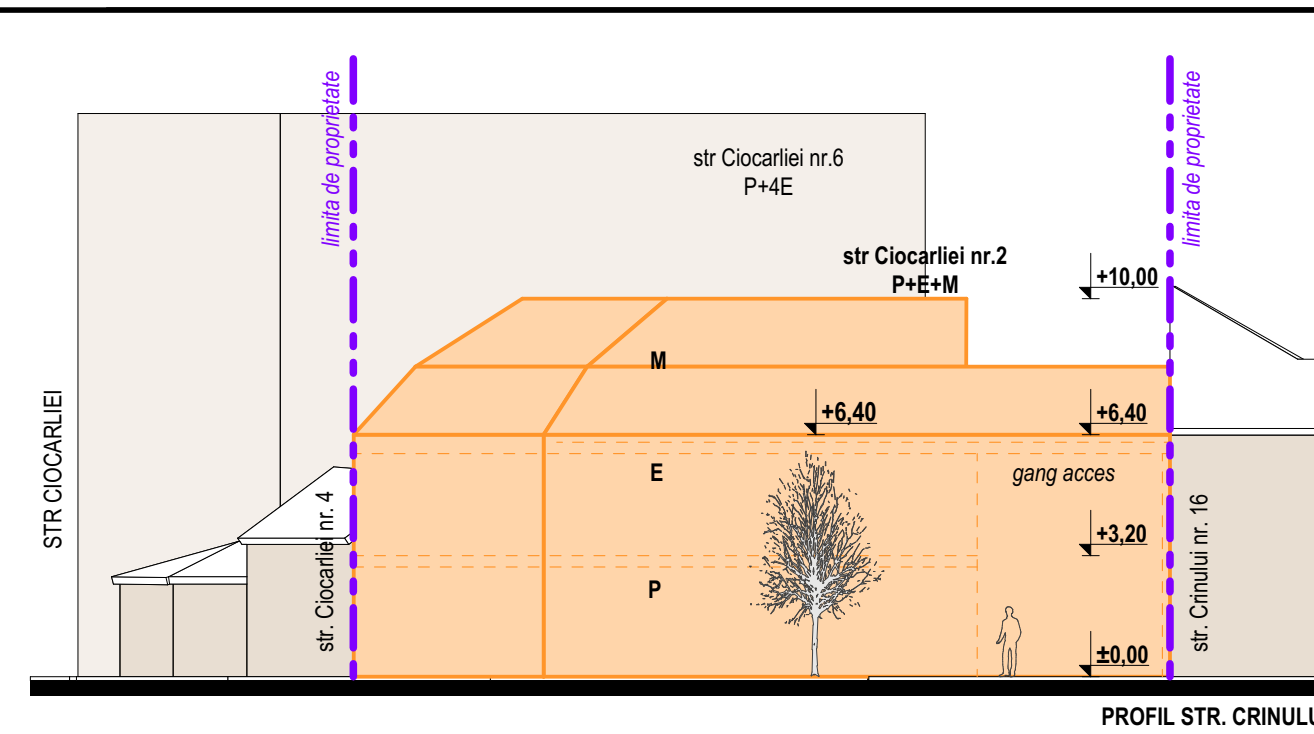 limita de proprietate
limita de proprietate
str Ciocarliei nr.6
P+4E
str Ciocarliei nr.2
P+E+M
+10,00
M
+6,40
+6,40
STR CIOCARLIEI
E
gang acces
str. Ciocarliei nr. 4
+3,20
str. Crinului nr. 16
P
±0,00
PROFIL STR. CRINULU